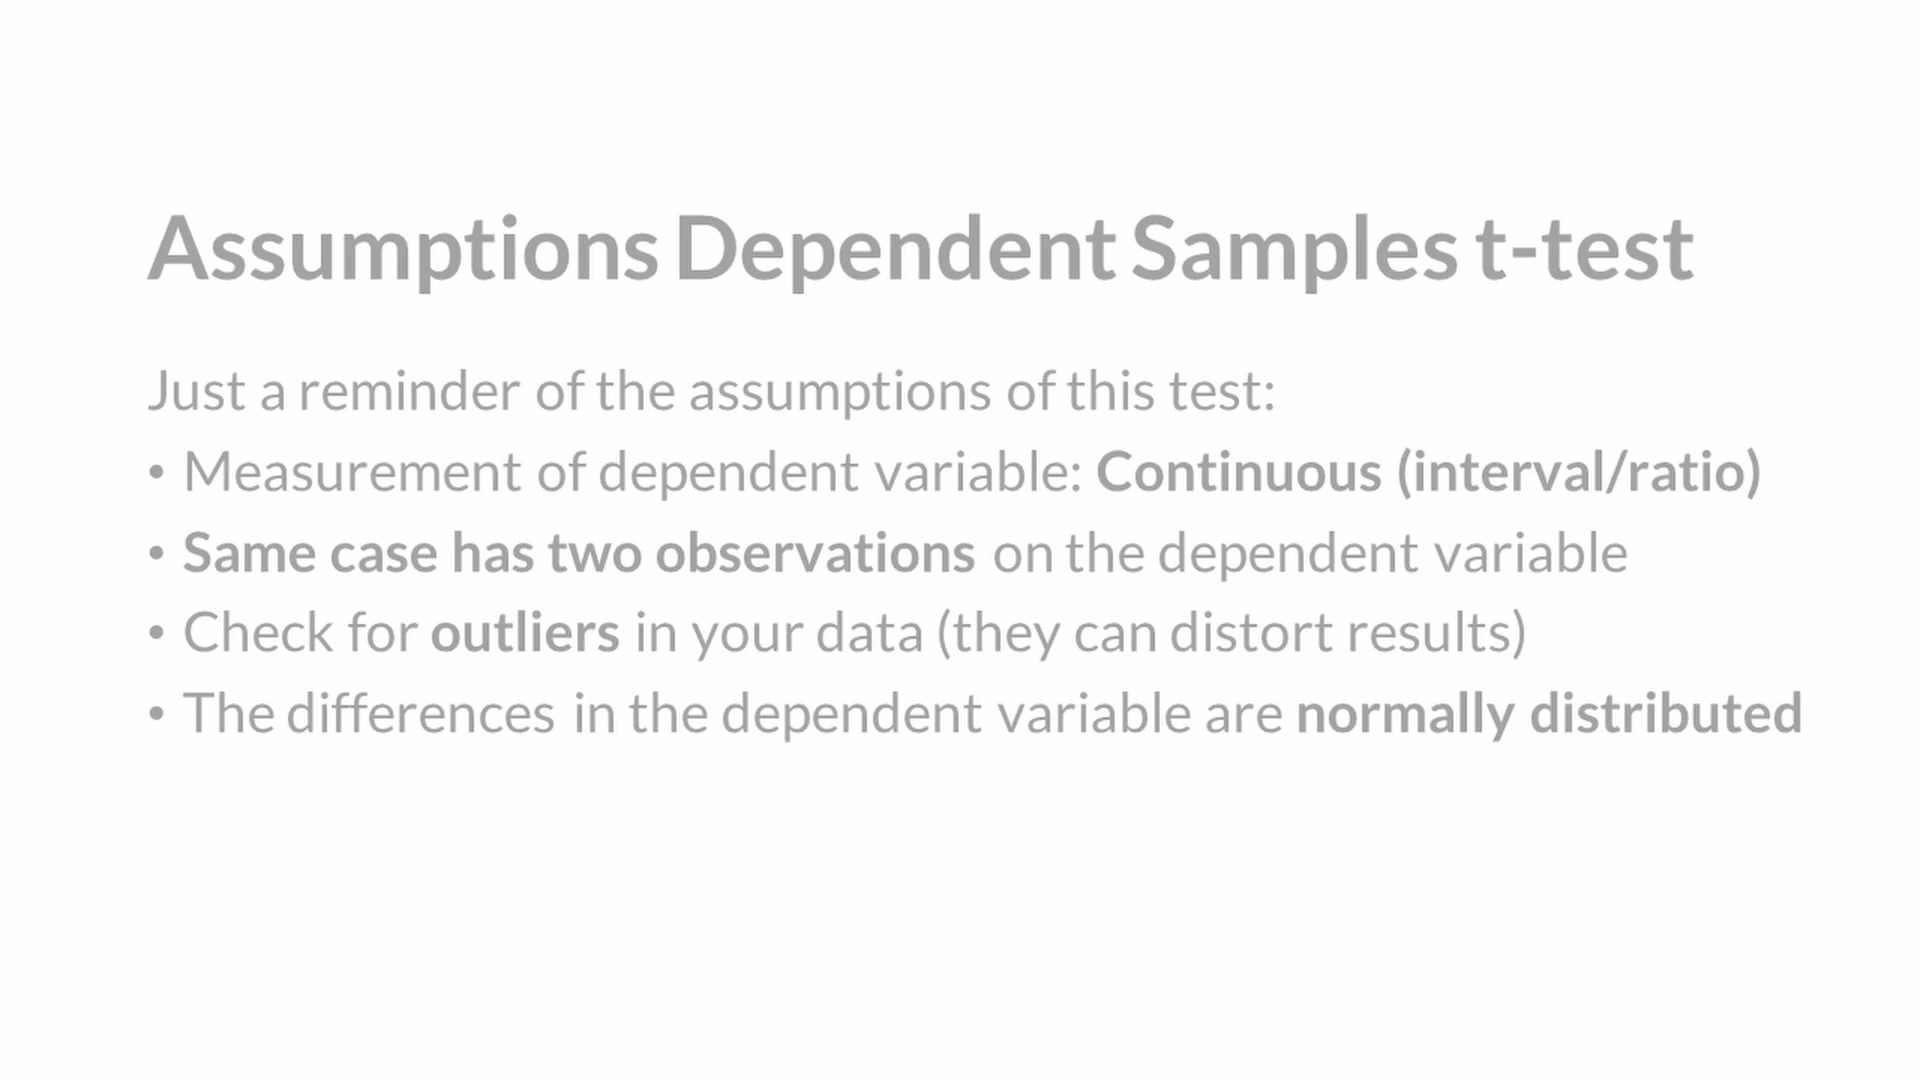 Assumptions Dependent Samples t-test
Just a reminder of the assumptions of this test:
• Measurement of dependent variable: Continuous (interval/ratio)
• Same case has two observations on the dependent variable
• Check for outliers in your data (they can distort results)
• The differences in the dependent variable are normally distributed